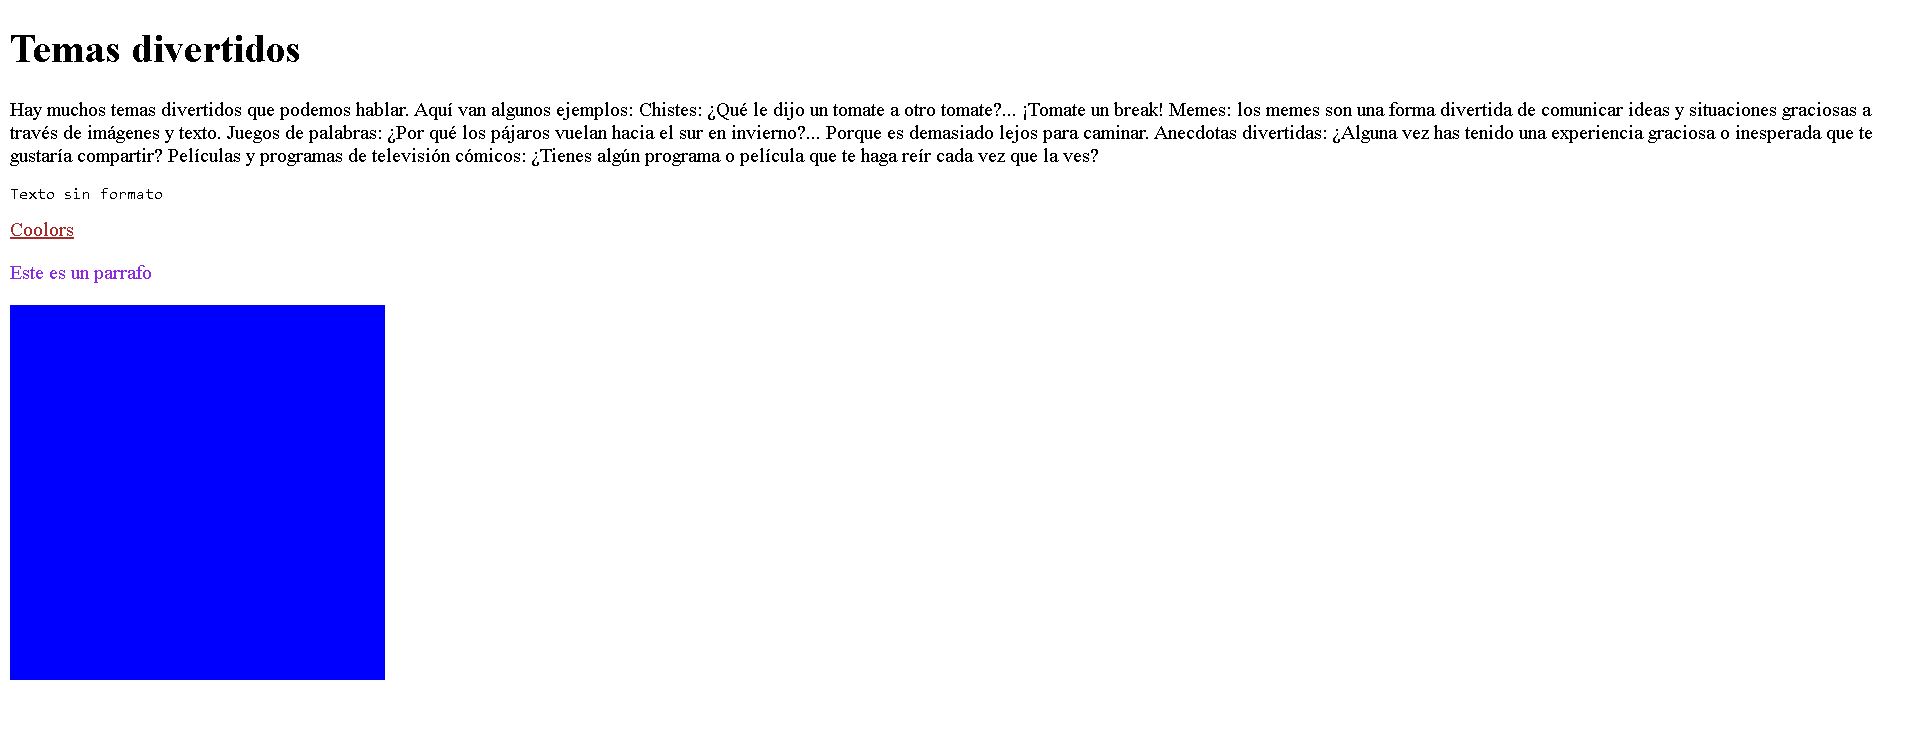 Temas divertidos
Hay muchos temas divertidos que podemos hablar. Aquí van algunos ejemplos: Chistes: ¿Qué le dijo un tomate a otro tomate?... ¡Tomate un break! Memes: los memes son una forma divertida de comunicar ideas y situaciones graciosas a
través de imágenes y texto. Juegos de palabras: ¿Por qué los pájaros vuelan hacia el sur en invierno?... Porque es demasiado lejos para caminar. Anecdotas divertidas: ¿Alguna vez has tenido una experiencia graciosa o inesperada que te
gustaría compartir? Películas y programas de televisión cómicos: ¿Tienes algún programa o película que te haga reír cada vez que la ves?
Texto sin formato
Coolors
Este es un parrafo